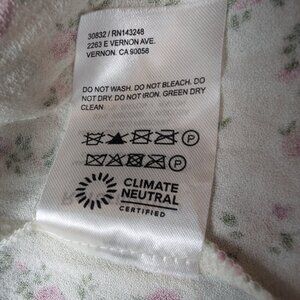 30832 / RN143248
2263 E VERNON AVE.
VERNON. CA 90058
DO NOT WASH. DO NOT BLEACH. DO
NOT DRY. DO NOT IRON. GREEN DRY
CLEAN.
P
P
CLIMATE
NEUTRAL
CERTIFIED